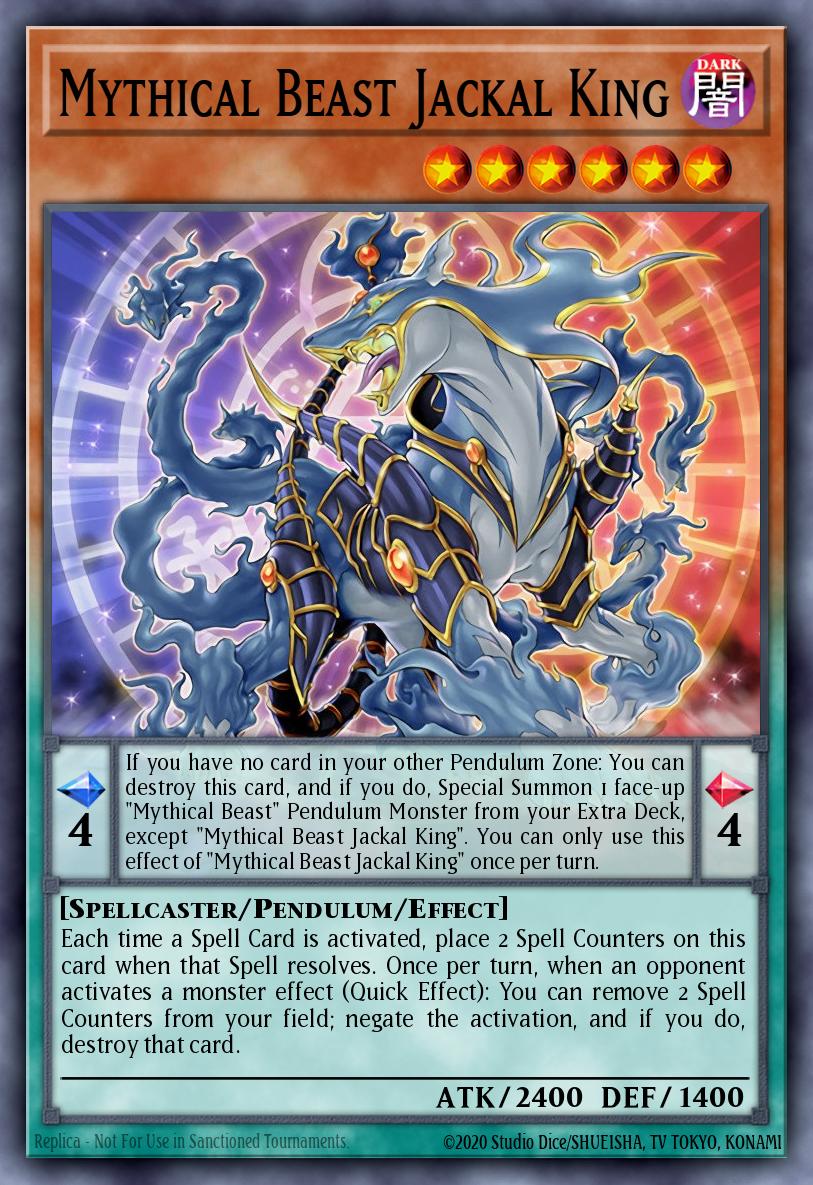 Mythical Beast Jackal King
DARK
闇
If you have no card in your other Pendulum Zone: You can
destroy this card, and if you do, Special Summon 1 face-up
"Mythical Beast" Pendulum Monster from your Extra Deck,
except "Mythical Beast Jackal King". You can only use this
effect of "Mythical Beast Jackal King" once per turn.
4
4
[Spellcaster/Pendulum/Effect]
Each time a Spell Card is activated, place 2 Spell Counters on this
card when that Spell resolves. Once per turn, when an opponent
activates a monster effect (Quick Effect): You can remove 2 Spell
Counters from your field; negate the activation, and if you do,
destroy that card.
ATK/2400 DEF/1400
Replica - Not For Use in Sanctioned Tournaments.
©2020 Studio Dice/SHUEISHA, TV TOKYO, KONAMI